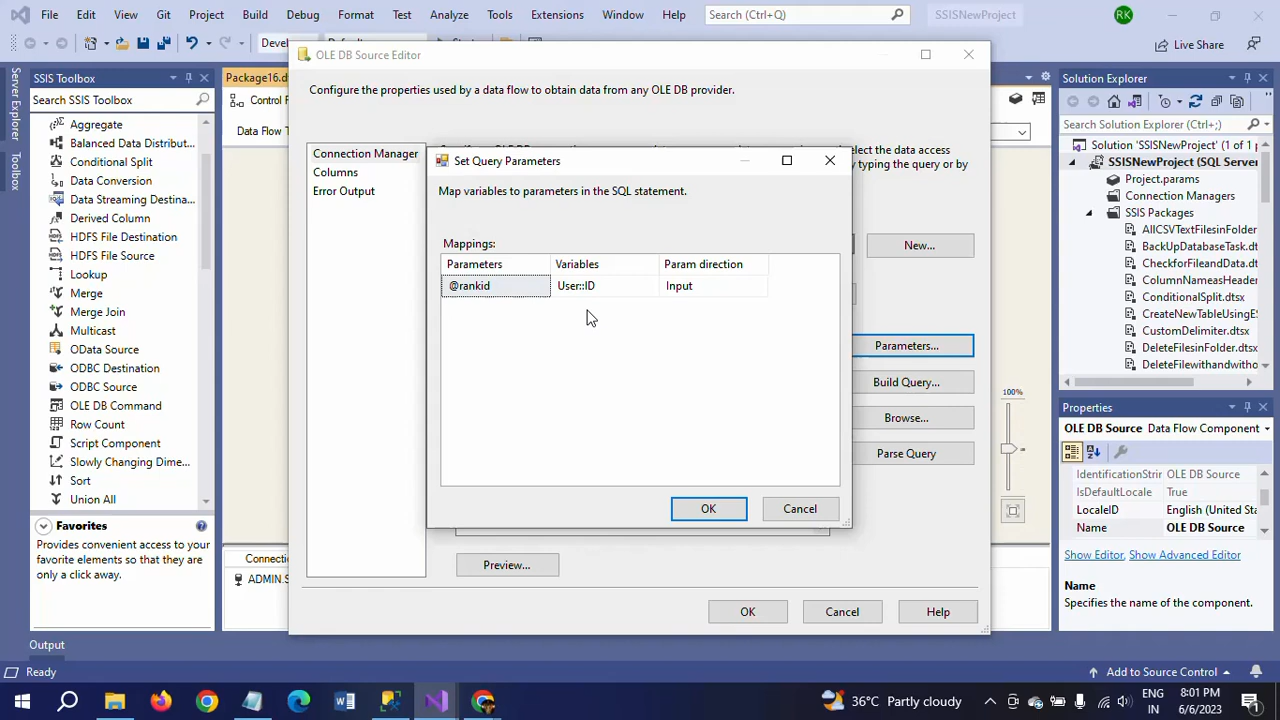 File Edit View Git Project Build Debug Format Test Analyze Tools Extensions Window Help Search (Ctrl+Q) SSISNewProject RK
Live Share
SSIS Toolbox
Search SSIS Toolbox
Aggregate
Balanced Data Distribut...
Conditional Split
Data Conversion
Data Streaming Destina...
Derived Column
HDFS File Destination
HDFS File Source
Lookup
Merge
Merge Join
Multicast
OData Source
ODBC Destination
ODBC Source
OLE DB Command
Row Count
Script Component
Slowly Changing Dime...
Sort
Union All
Favorites
Provides convenient access to your
favorite elements so that they are
only a click away.
Server Explorer
Toolbox
Package16.d
Control F
Data Flow T
Connectio
ADMIN.S
OLE DB Source Editor
Configure the properties used by a data flow to obtain data from any OLE DB provider.
Connection Manager
Columns
Error Output
select the data access
typing the query or by
New...
Parameters...
Build Query...
Browse...
Parse Query
Preview...
OK Cancel Help
Set Query Parameters
Map variables to parameters in the SQL statement.
Mappings:
Parameters Variables Param direction
@rankid User::ID Input
OK Cancel
100%
Solution Explorer
Search Solution Explorer (Ctrl+;)
Solution 'SSISNewProject' (1 of 1 p
SSISNewProject (SQL Server
Project.params
Connection Managers
SSIS Packages
AllCSVTextFilesinFolder
BackUpDatabaseTask.dt
CheckforFileandData.dt
ConditionalSplit.dtsx
CreateNewTableUsingES
CustomDelimiter.dtsx
DeleteFilesinFolder.dts
DeleteFilewithandwitho
Properties
OLE DB Source Data Flow Component
IdentificationStrir OLE DB Source
IsDefaultLocale True
LocaleID English (United Sta
Name OLE DB Source
Show Editor, Show Advanced Editor
Name
Specifies the name of the component.
Output
Ready
Add to Source Control
36°C Partly cloudy
ENG
IN
8:01 PM
6/6/2023